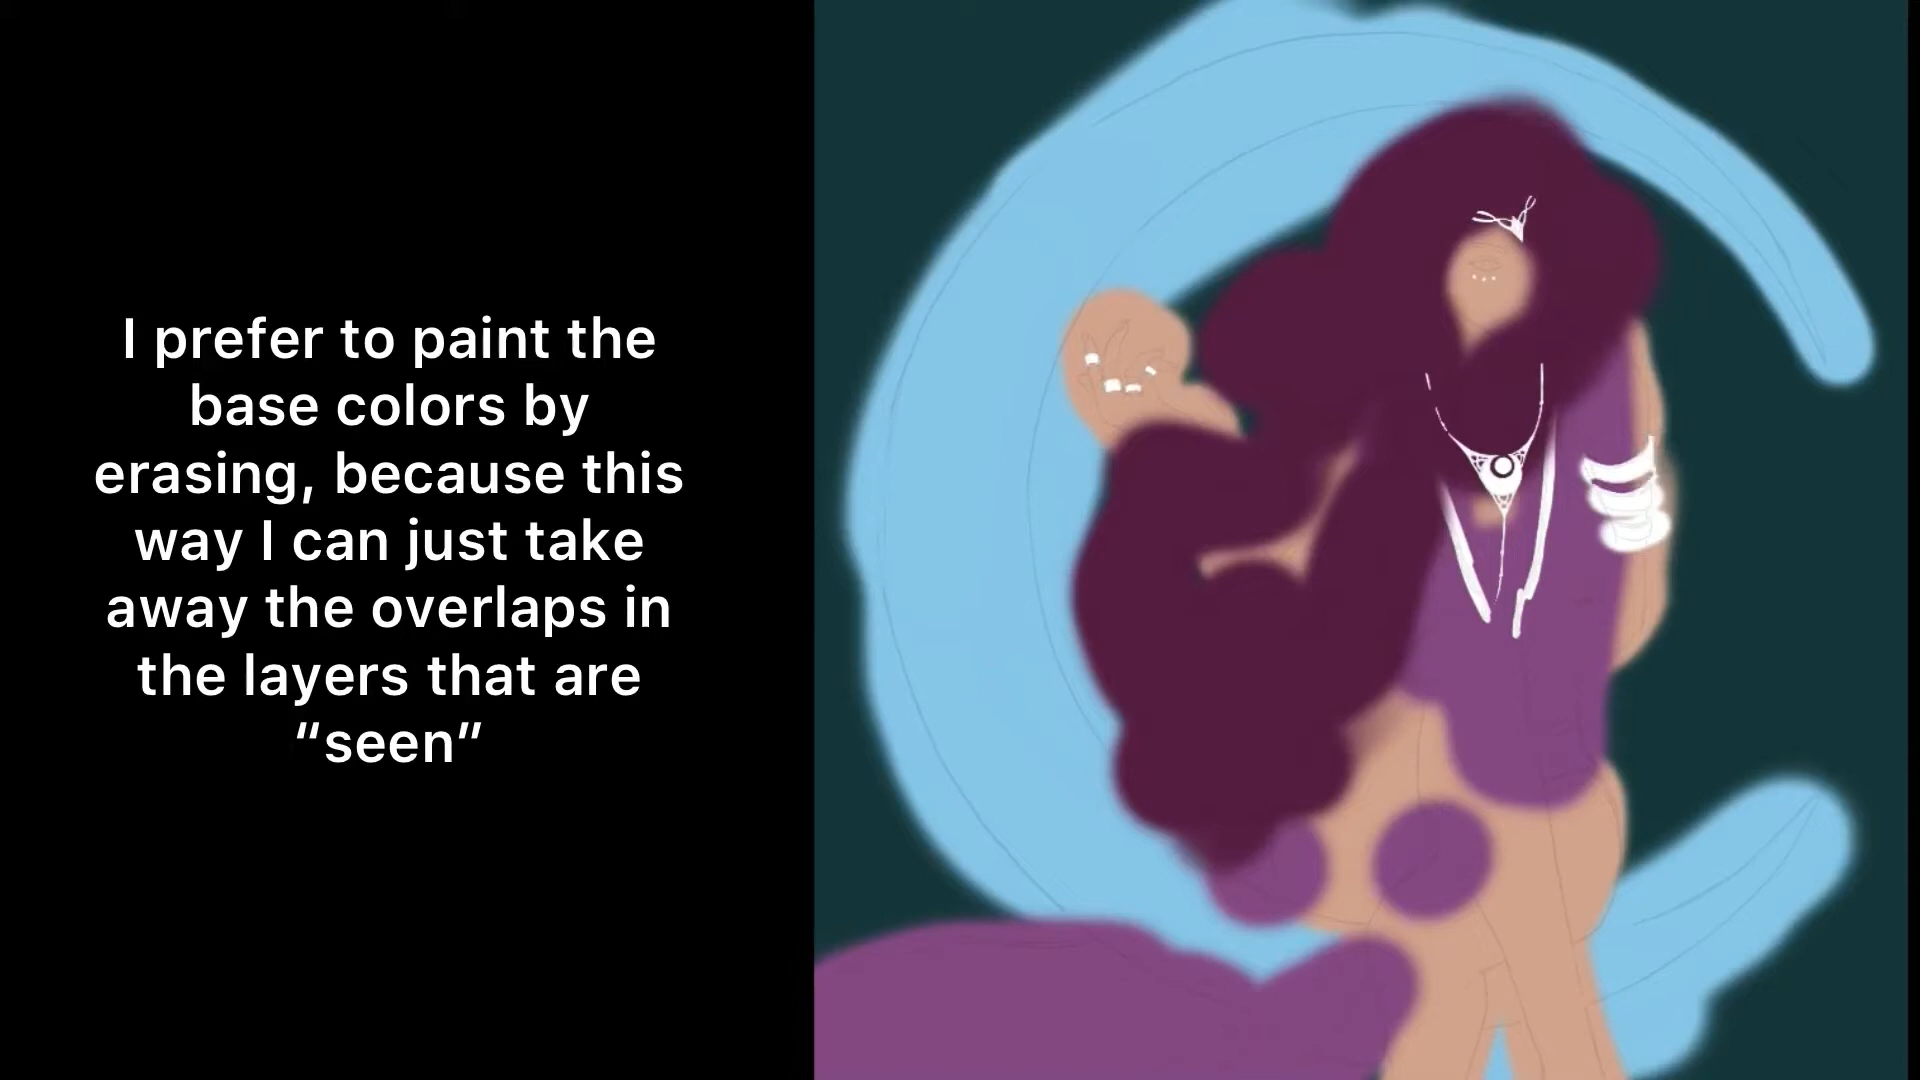 I prefer to paint the
base colors by
erasing, because this
way I can just take
away the overlaps in
the layers that are
“seen”